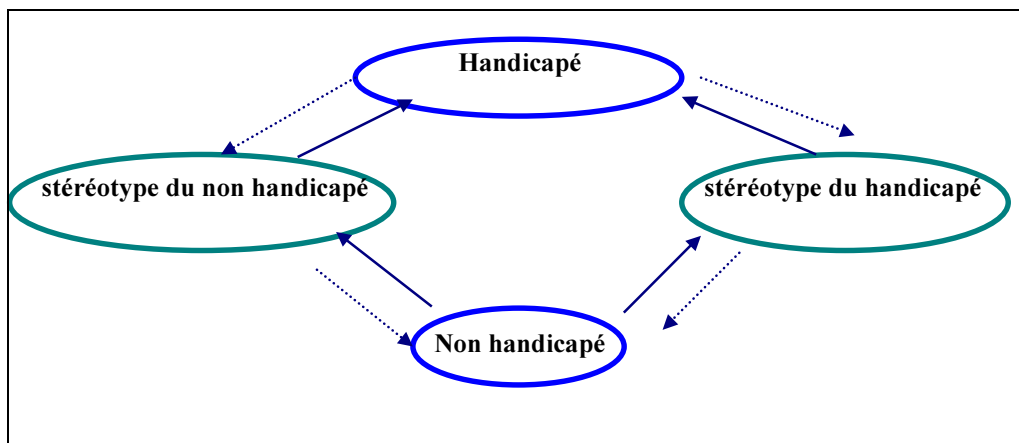 Handicapé
stéréotype du non handicapé
stéréotype du handicapé
Non handicapé